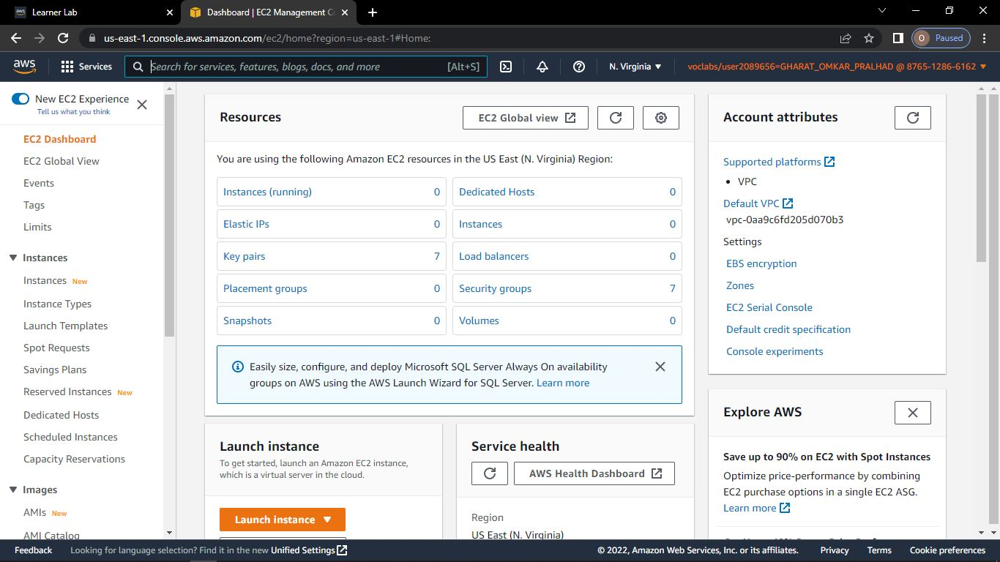 Learner Lab
Dashboard | EC2 Management Co
us-east-1.console.aws.amazon.com/ec2/home?region=us-east-1#Home:
O Paused
aws
Services
Search for services, features, blogs, docs, and more
[Alt+S]
N. Virginia
voclabs/user2089656=GHARAT_OMKAR_PRALHAD @ 8765-1286-6162
New EC2 Experience
Tell us what you think
EC2 Dashboard
EC2 Global View
Events
Tags
Limits
Instances
Instances New
Instance Types
Launch Templates
Spot Requests
Savings Plans
Reserved Instances New
Dedicated Hosts
Scheduled Instances
Capacity Reservations
Images
AMIs New
AMI Catalog
Resources
EC2 Global view
You are using the following Amazon EC2 resources in the US East (N. Virginia) Region:
Instances (running) 0
Dedicated Hosts 0
Elastic IPs 0
Instances 0
Key pairs 7
Load balancers 0
Placement groups 0
Security groups 7
Snapshots 0
Volumes 0
Easily size, configure, and deploy Microsoft SQL Server Always On availability
groups on AWS using the AWS Launch Wizard for SQL Server. Learn more
Launch instance
To get started, launch an Amazon EC2 instance,
which is a virtual server in the cloud.
Launch instance
Service health
AWS Health Dashboard
Region
US East (N. Virginia)
Account attributes
Supported platforms
• VPC
Default VPC
vpc-0aa9c6fd205d070b3
Settings
EBS encryption
Zones
EC2 Serial Console
Default credit specification
Console experiments
Explore AWS
Save up to 90% on EC2 with Spot Instances
Optimize price-performance by combining
EC2 purchase options in a single EC2 ASG.
Learn more
Feedback
Looking for language selection? Find it in the new Unified Settings
© 2022, Amazon Web Services, Inc. or its affiliates.
Privacy
Terms
Cookie preferences